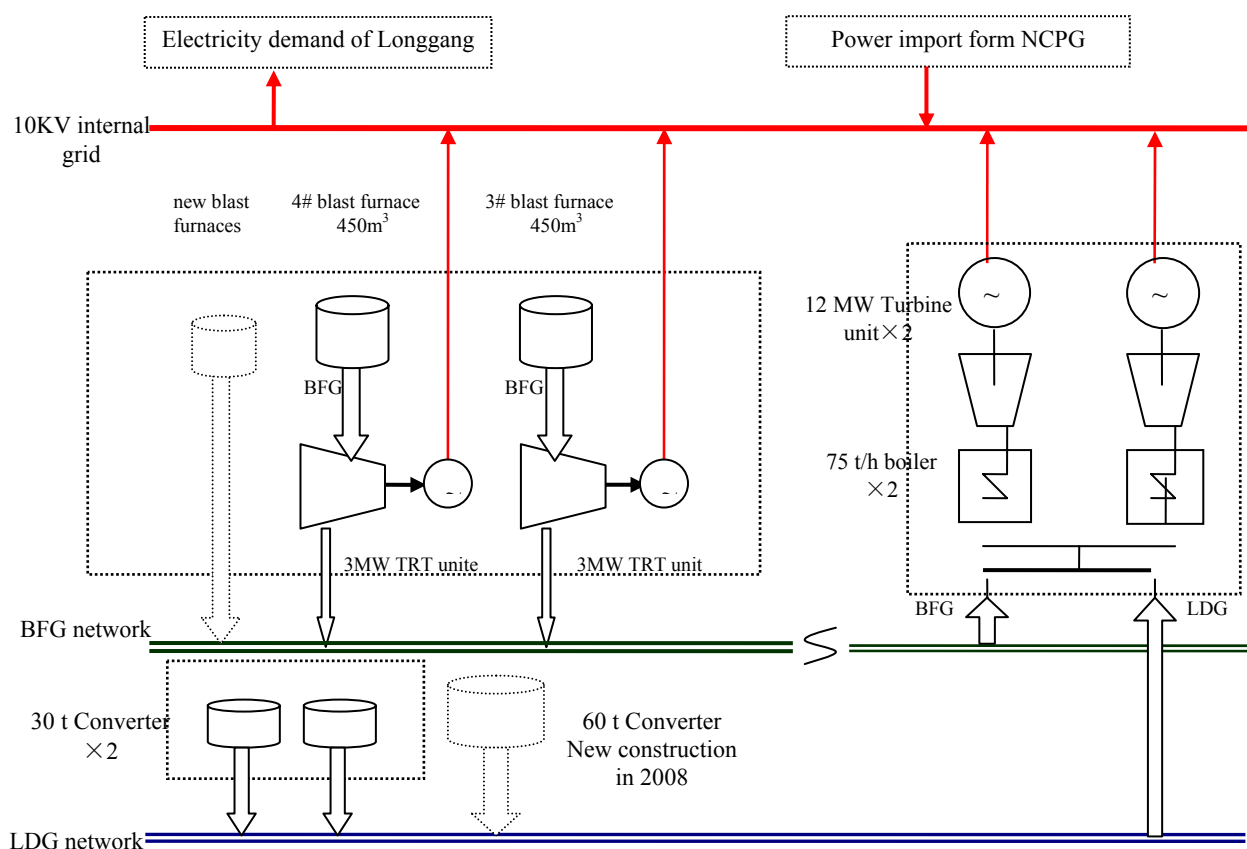 Electricity demand of Longgang
Power import form NCPG
10KV internal
grid
new blast
furnaces
4# blast furnace
450m³
3# blast furnace
450m³
12 MW Turbine
unit×2
~
~
BFG
BFG
75 t/h boiler
×2
~
~
3MW TRT unite
3MW TRT unit
BFG
LDG
BFG network
30 t Converter
×2
60 t Converter
New construction
in 2008
LDG network